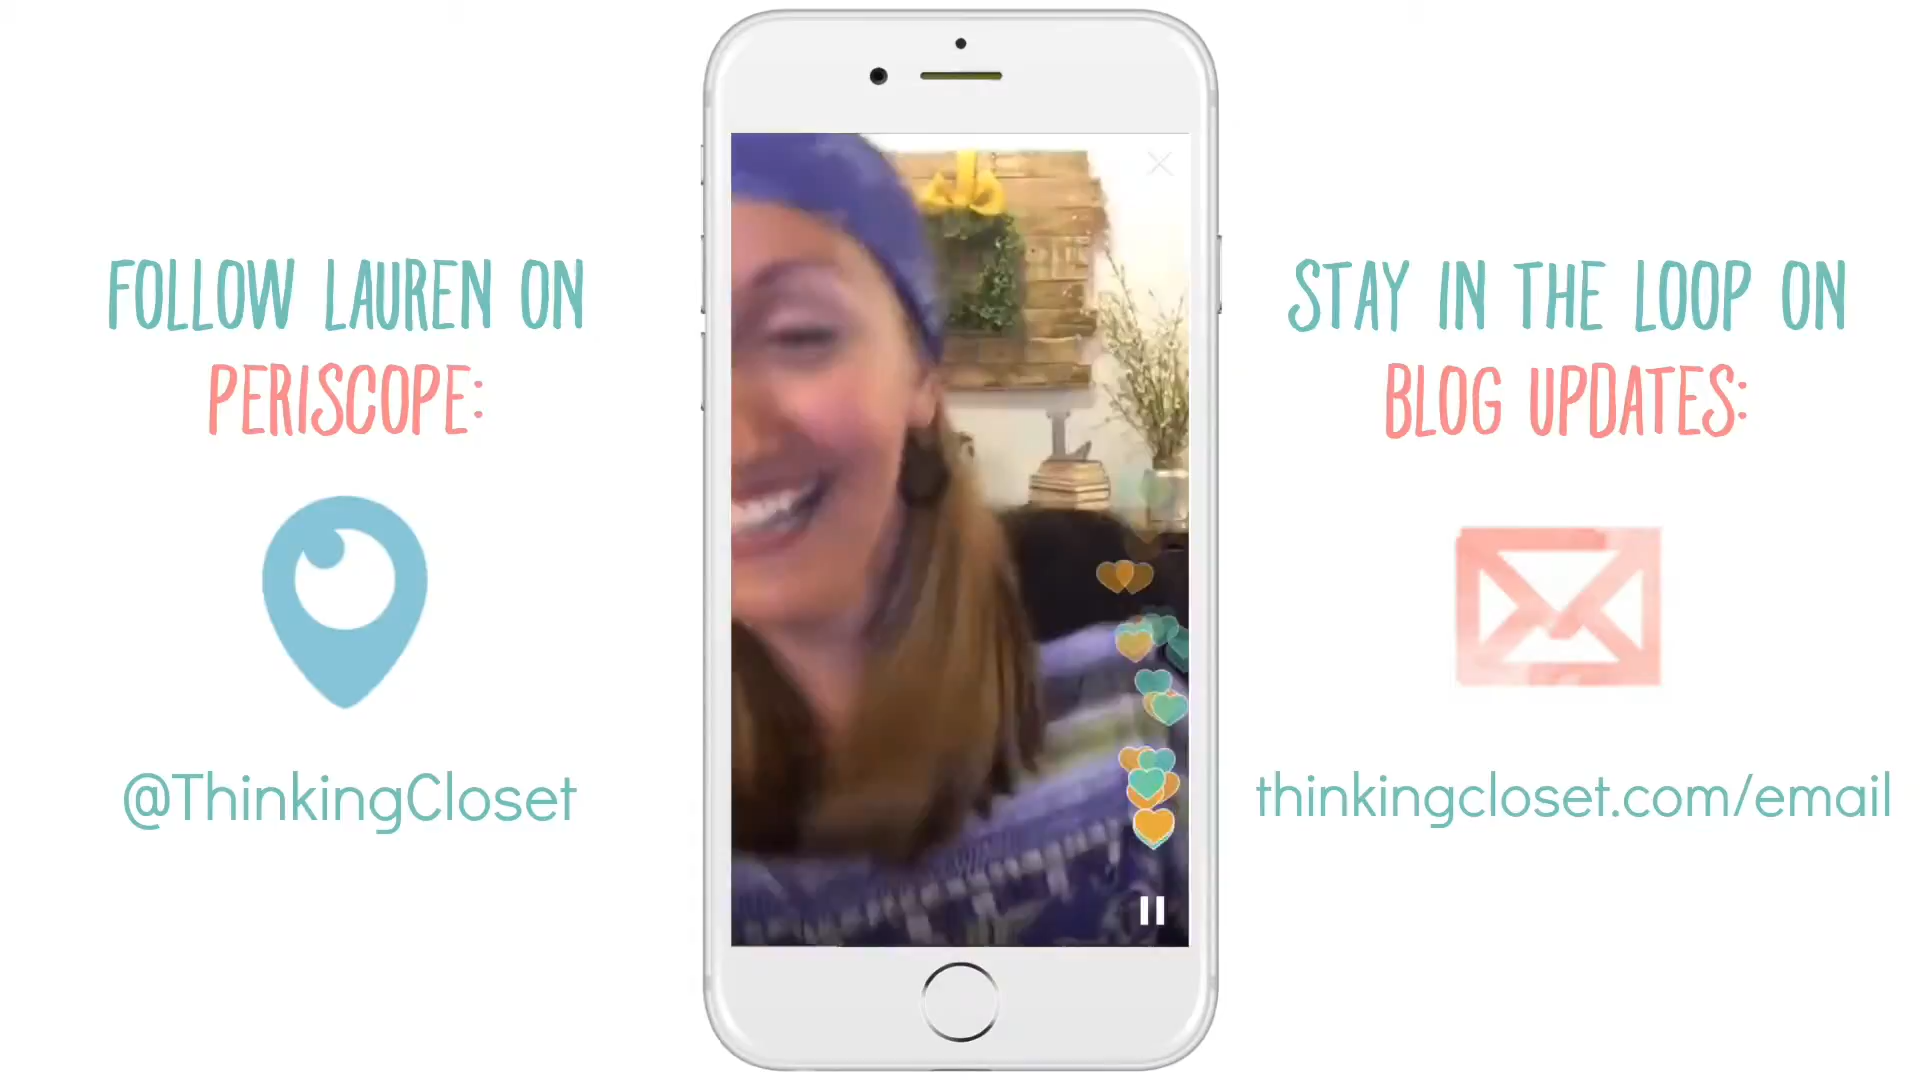 FOLLOW LAUREN ON
PERISCOPE:
@ThinkingCloset
STAY IN THE LOOP ON
BLOG UPDATES:
thinkingcloset.com/email